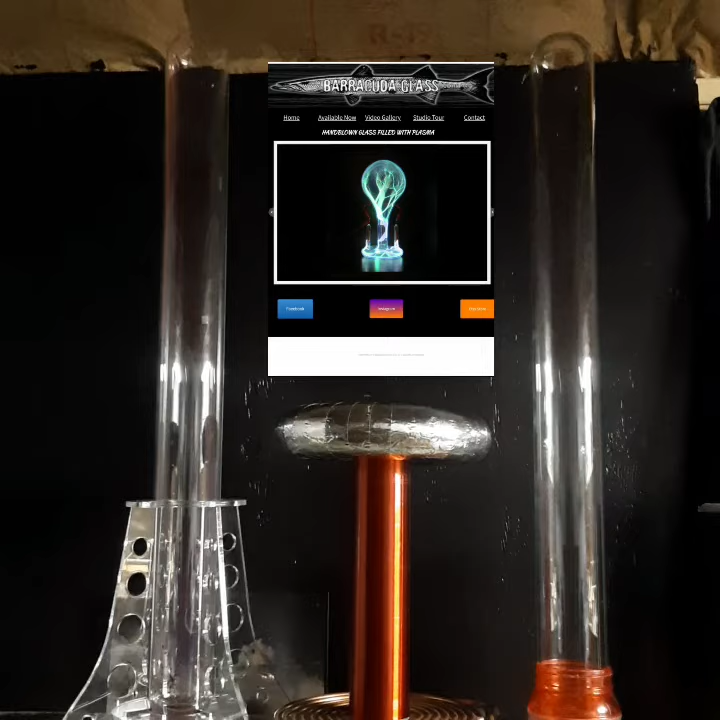 BARRACUDA GLASS
Home Available Now Video Gallery Studio Tour Contact
HANDBLOWN GLASS FILLED WITH PLASMA
Facebook Instagram